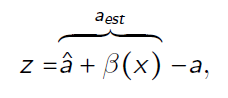 a_est
z = â + β(x) − a,